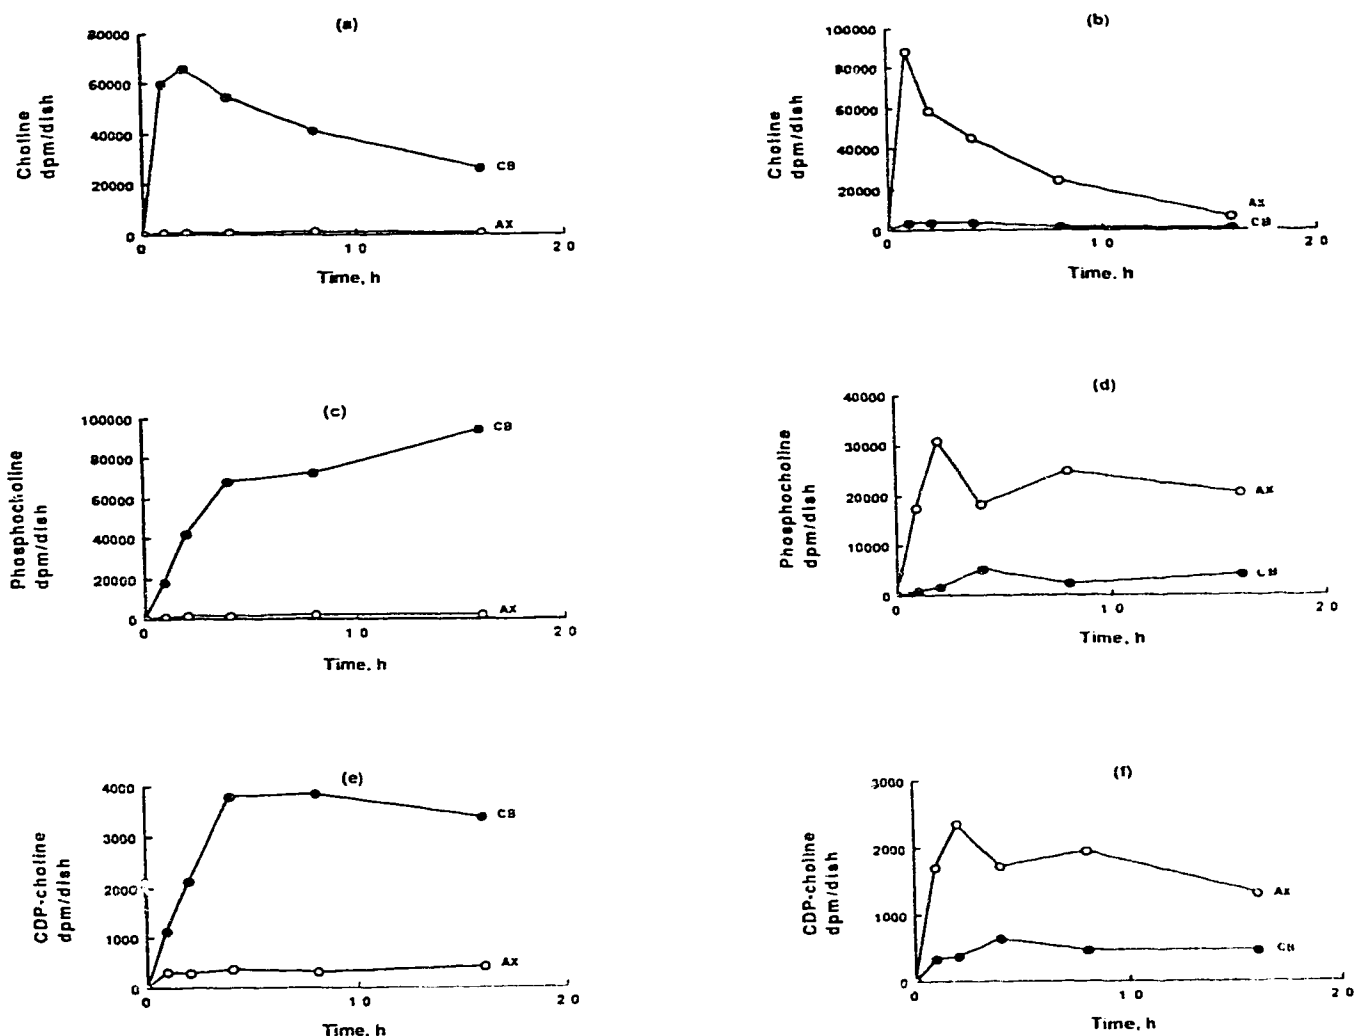 (a)
80000
60000
40000
20000
0
Choline
dpm/dish
CB
AX
0
10
20
Time, h
(b)
100000
80000
60000
40000
20000
0
Choline
dpm/dish
AX
CB
0
10
20
Time, h
(c)
100000
80000
60000
40000
20000
0
Phosphocholine
dpm/dish
CB
AX
0
10
20
Time, h
(d)
40000
30000
20000
10000
0
Phosphocholine
dpm/dish
AX
CB
0
10
20
Time, h
(e)
4000
3000
2000
1000
0
CDP-choline
dpm/dish
CB
AX
0
10
20
Time, h
(f)
3000
2000
1000
0
CDP-choline
dpm/dish
AX
CB
0
10
20
Time, h